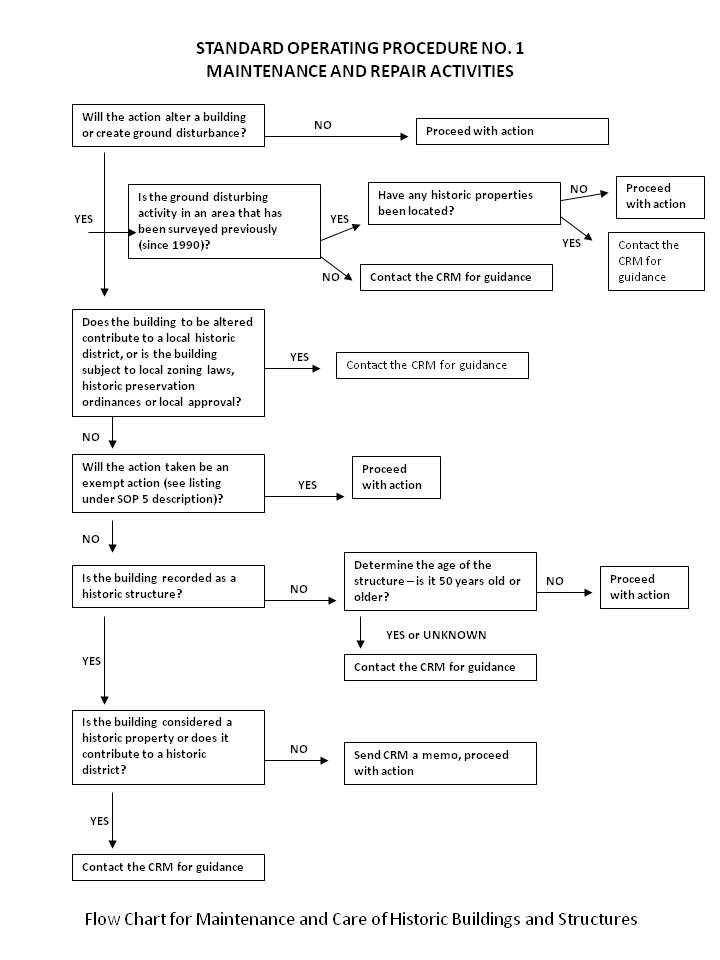 STANDARD OPERATING PROCEDURE NO. 1
MAINTENANCE AND REPAIR ACTIVITIES
Will the action alter a building
or create ground disturbance?
NO
Proceed with action
YES
Is the ground disturbing
activity in an area that has
been surveyed previously
(since 1990)?
YES
Have any historic properties
been located?
NO
Proceed
with action
YES
Contact the
CRM for
guidance
NO
Contact the CRM for guidance
Does the building to be altered
contribute to a local historic
district, or is the building
subject to local zoning laws,
historic preservation
ordinances or local approval?
YES
Contact the CRM for guidance
NO
Will the action taken be an
exempt action (see listing
under SOP 5 description)?
YES
Proceed
with action
NO
Is the building recorded as a
historic structure?
NO
Determine the age of the
structure – is it 50 years old or
older?
NO
Proceed
with action
YES or UNKNOWN
Contact the CRM for guidance
YES
Is the building considered a
historic property or does it
contribute to a historic
district?
NO
Send CRM a memo, proceed
with action
YES
Contact the CRM for guidance
Flow Chart for Maintenance and Care of Historic Buildings and Structures